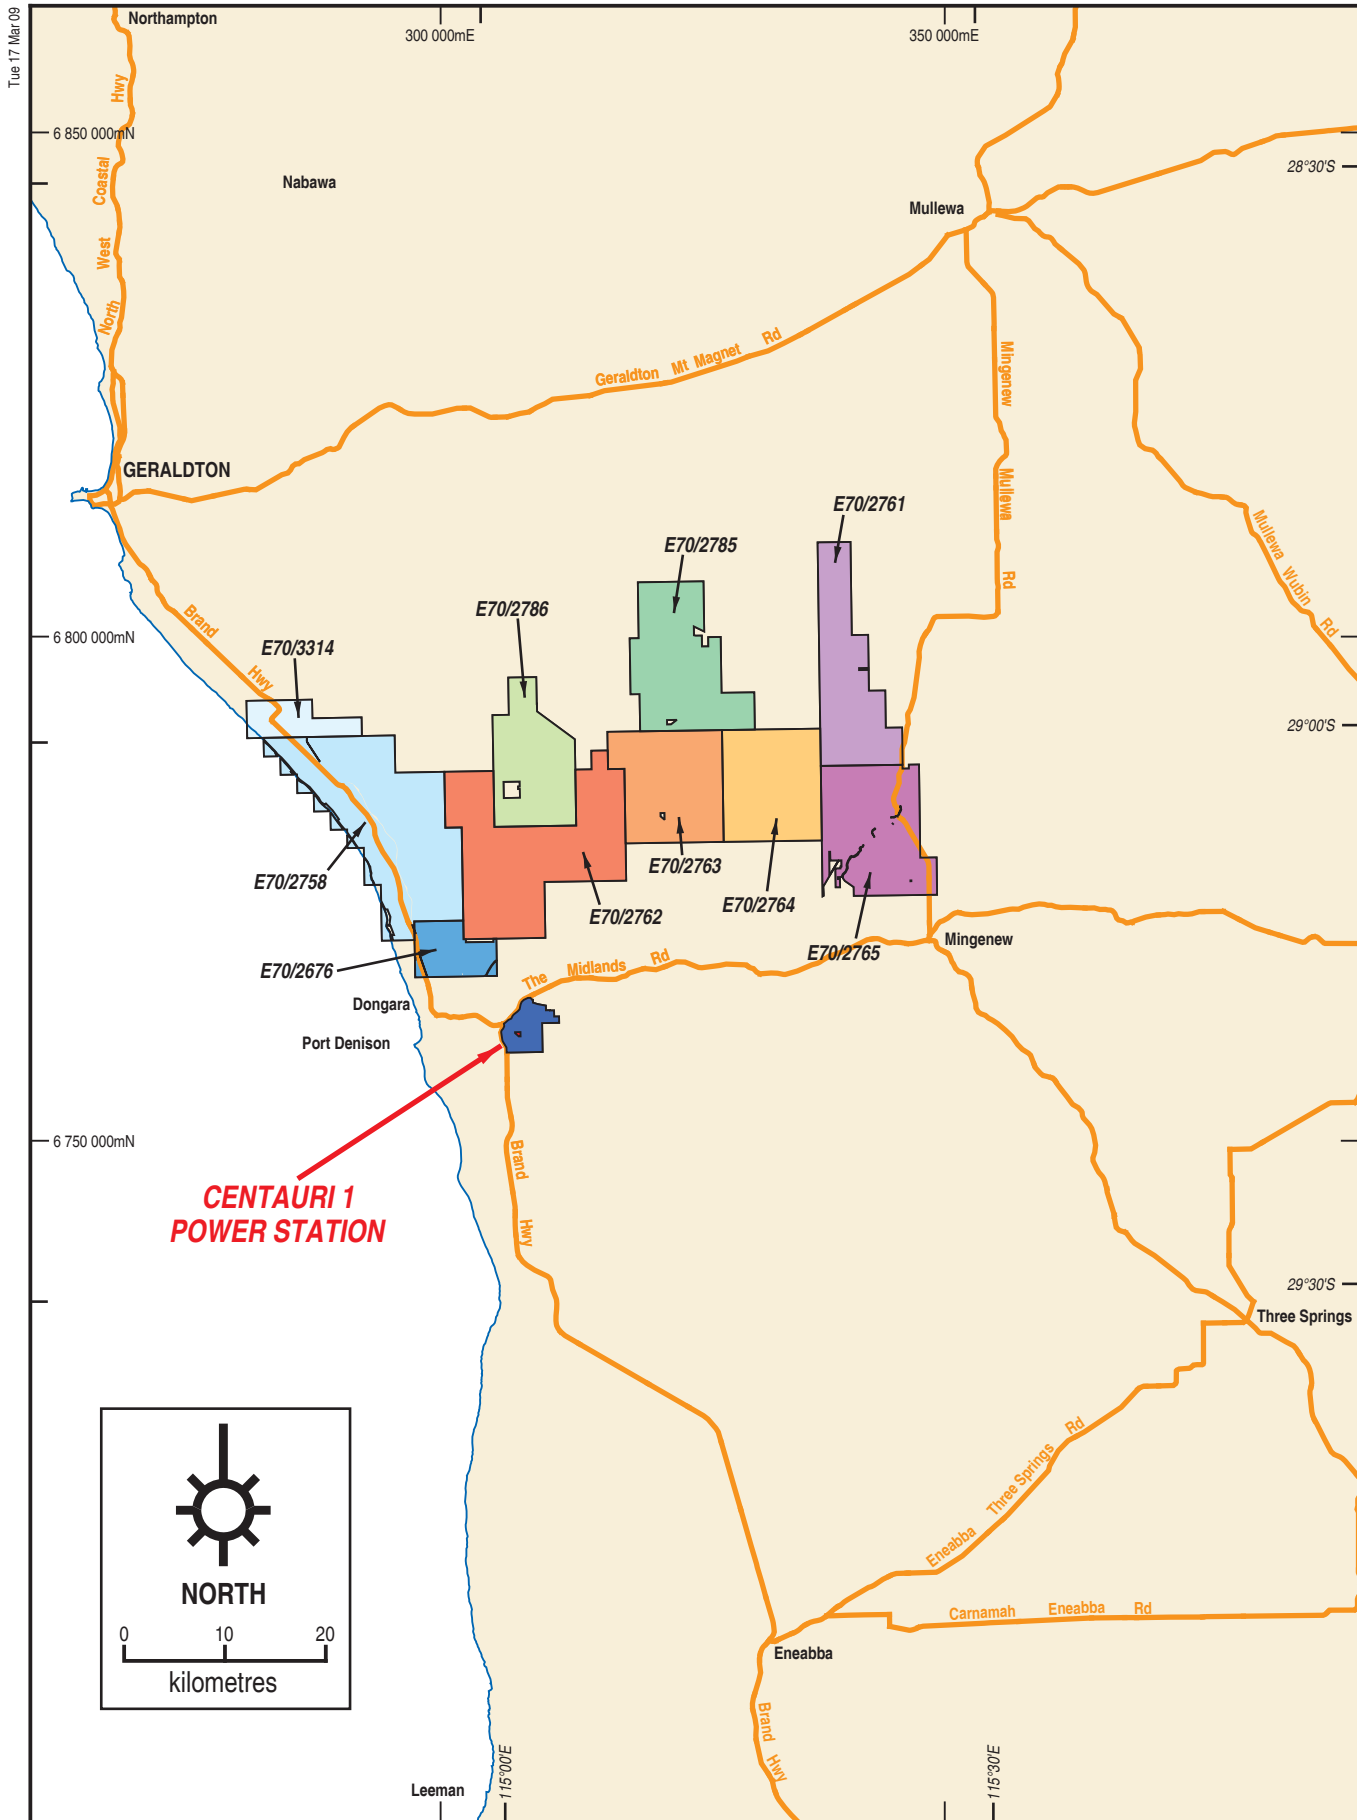 Tue 17 Mar 09
Northampton
300 000mE
350 000mE
6 850 000mN
28°30'S
Nabawa
Mullewa
North West Coastal Hwy
Geraldton Mt Magnet Rd
Mingenew Mullewa Rd
GERALDTON
Mullewa Wubin Rd
E70/2761
E70/2785
E70/2786
6 800 000mN
E70/3314
Brand Hwy
29°00'S
E70/2758
E70/2763
E70/2764
E70/2762
E70/2765
Mingenew
E70/2676
The Midlands Rd
Dongara
Port Denison
6 750 000mN
Brand Hwy
CENTAURI 1
POWER STATION
29°30'S
Three Springs
Eneabba Three Springs Rd
NORTH
0 10 20
kilometres
Carnamah Eneabba Rd
Eneabba
Brand Hwy
Leeman
115°00'E
115°30'E